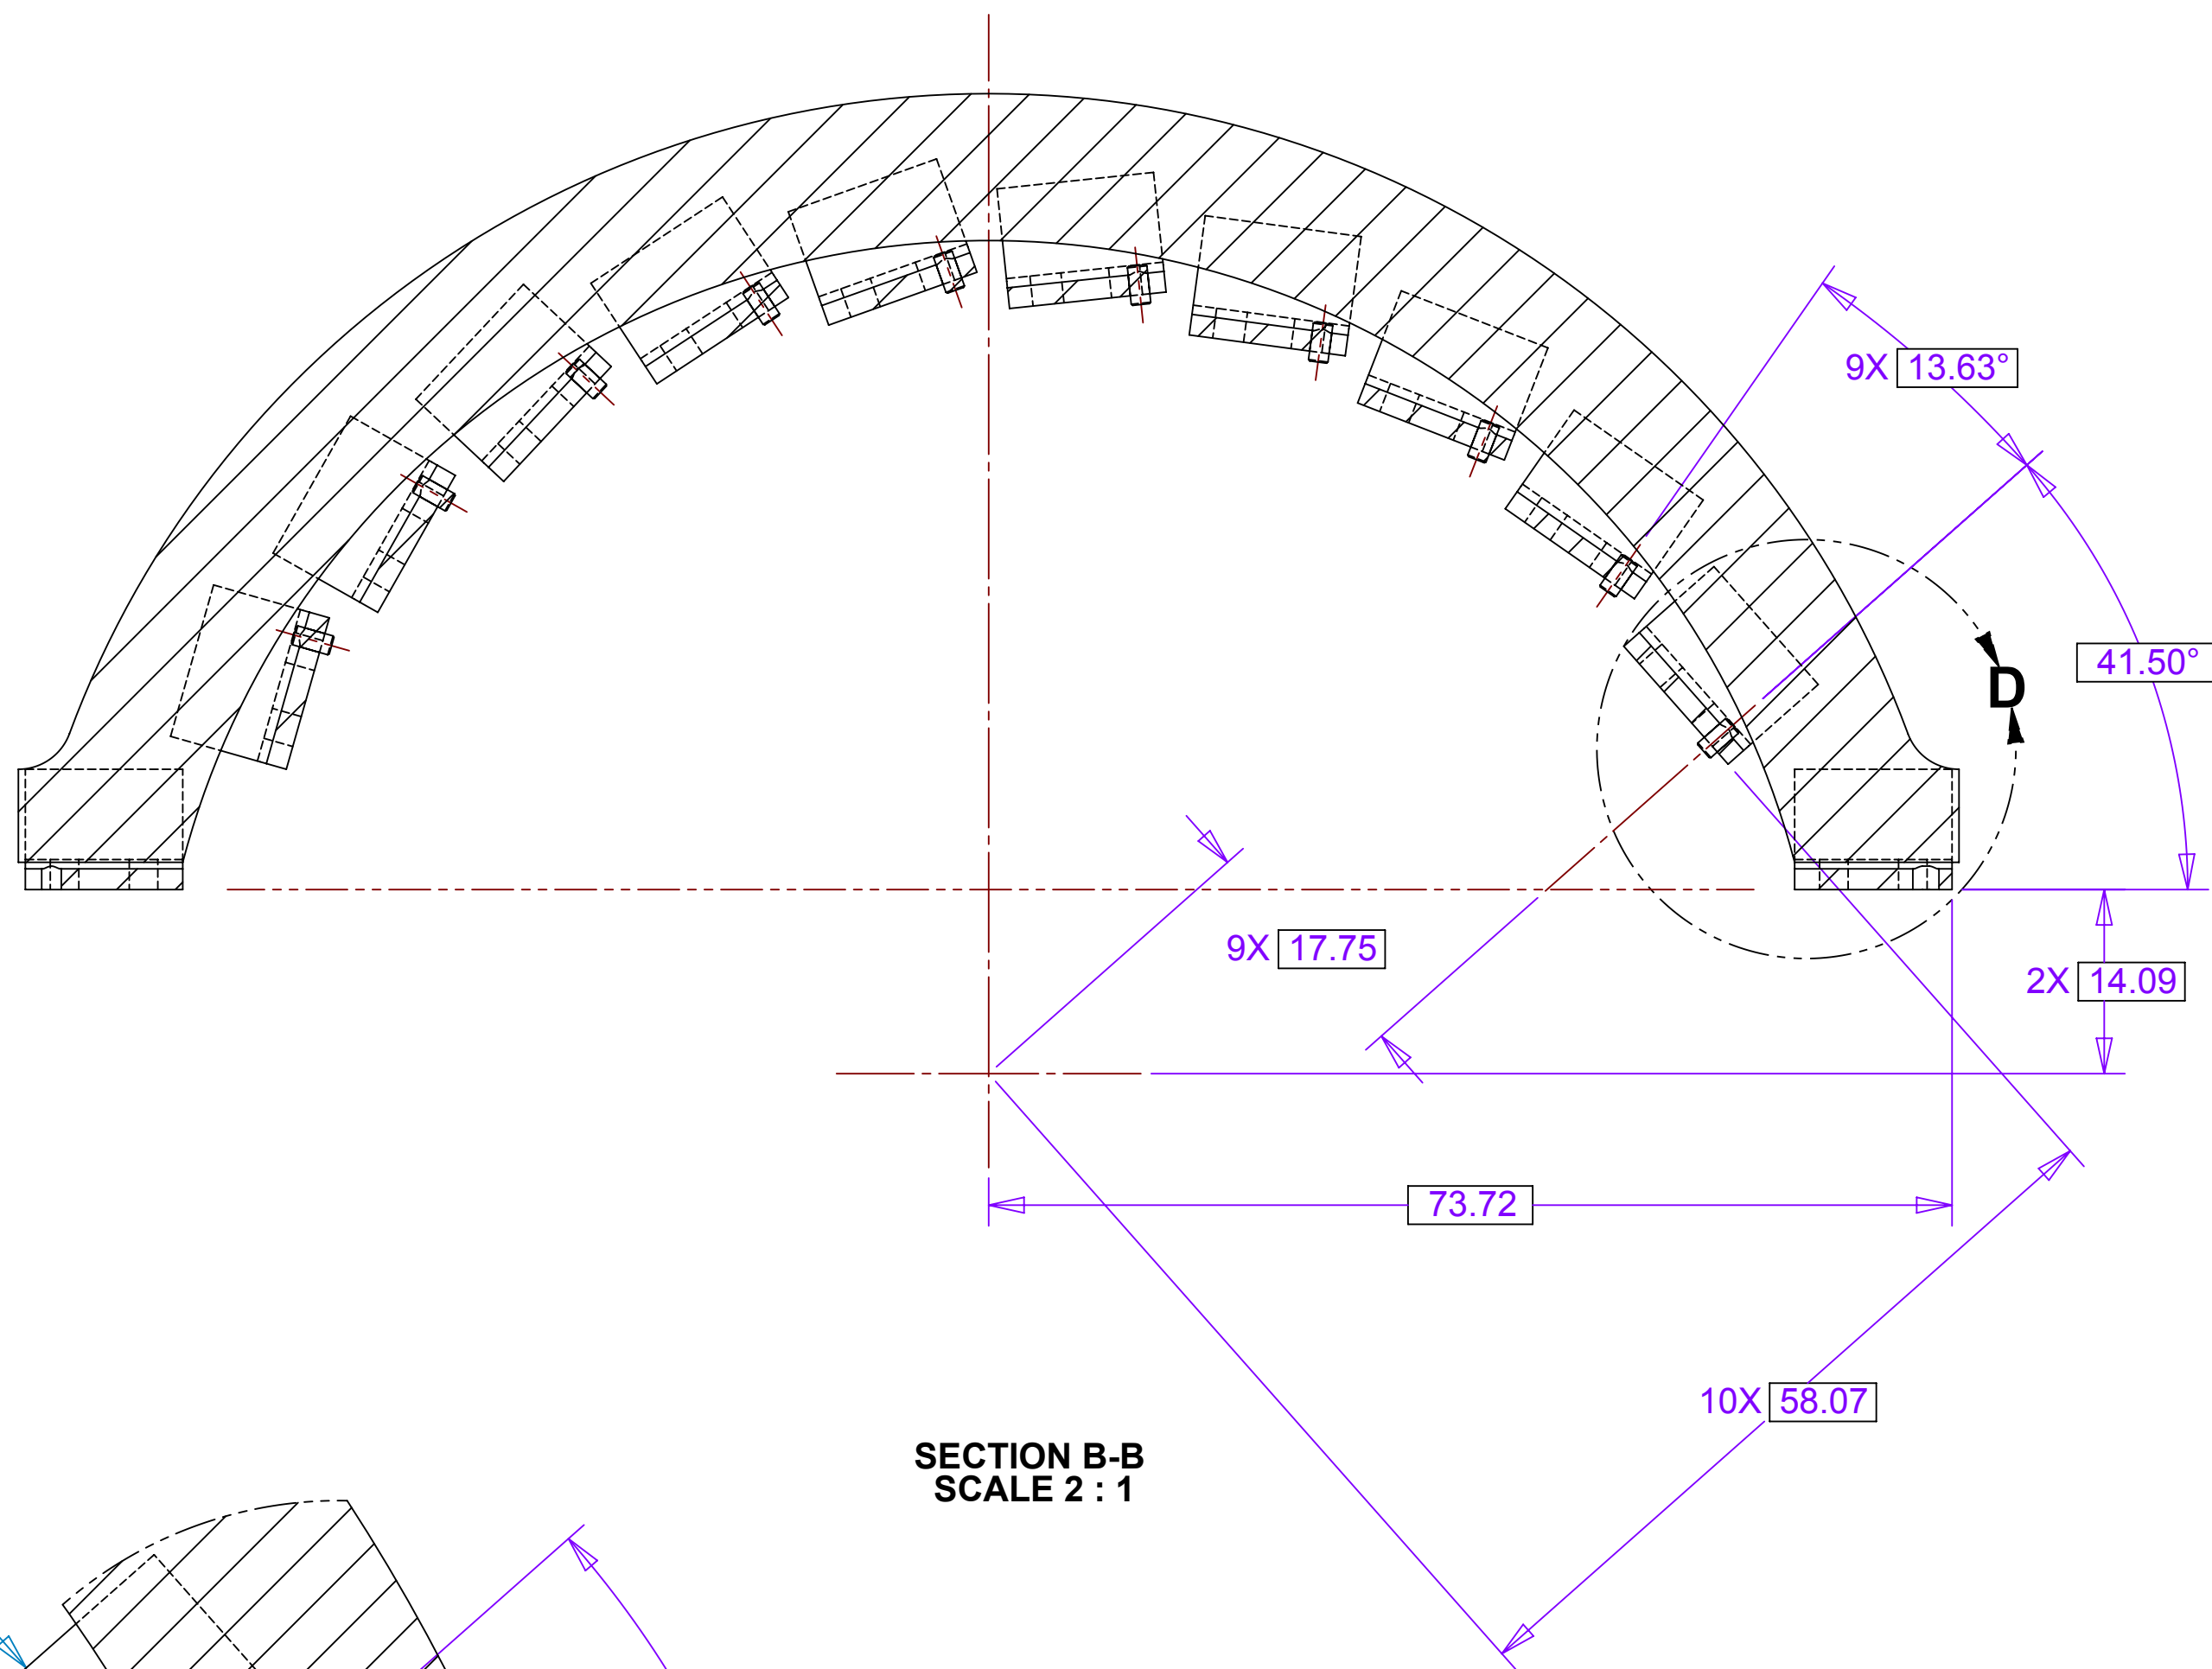 9X 13.63°
41.50°
D
9X 17.75
2X 14.09
73.72
10X 58.07
SECTION B-B
SCALE 2 : 1